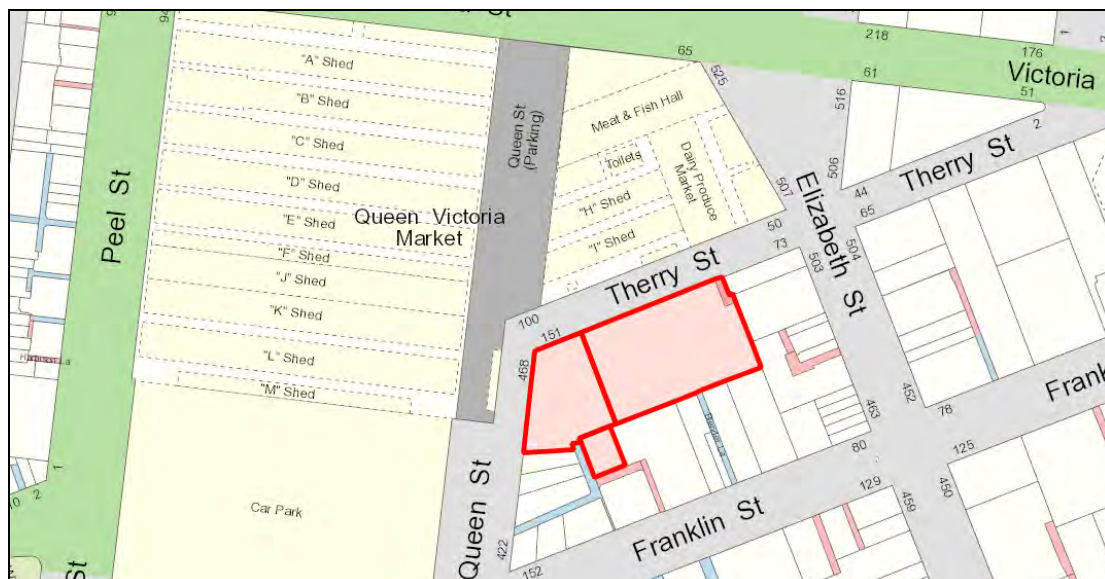 St
94
218
176
1
65
Victoria
61
51
525
516
2
"A" Shed
"B" Shed
"C" Shed
"D" Shed
"E" Shed
"F" Shed
"J" Shed
"K" Shed
"L" Shed
"M" Shed
Queen Victoria
Market
Queen St
(Parking)
Peel St
Meat & Fish Hall
Toilets
Dairy Produce
Market
"H" Shed
"I" Shed
507
50
506
44
Therry St
65
504
Elizabeth St
73
503
Therry St
100
151
468
452
78
463
80
Car Park
Queen St
422
152
Franklin St
129
459
450
125
1
2
10
St